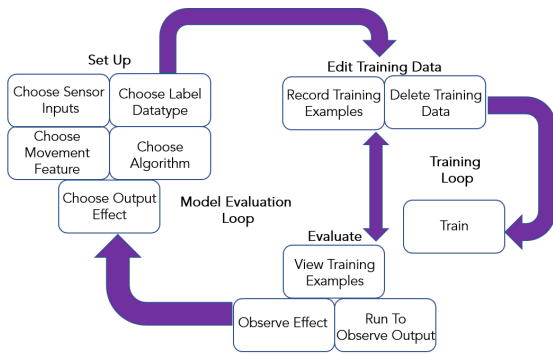 Set Up
Choose Sensor
Inputs
Choose Label
Datatype
Choose
Movement
Feature
Choose
Algorithm
Choose Output
Effect
Edit Training Data
Record Training
Examples
Delete Training
Data
Training
Loop
Train
Model Evaluation
Loop
Evaluate
View Training
Examples
Observe Effect
Run To
Observe Output